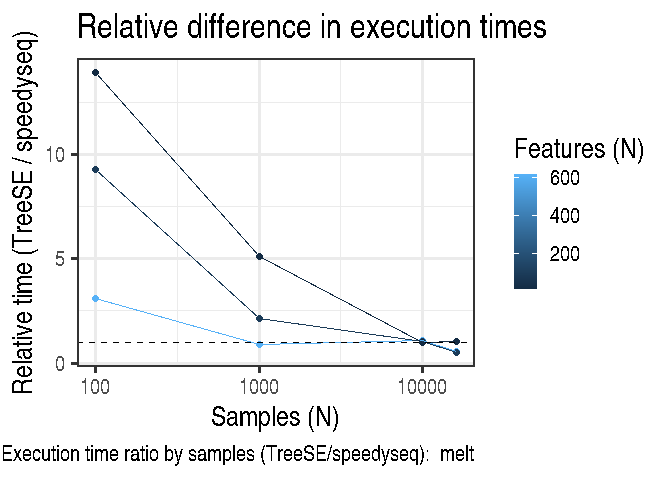 Relative difference in execution times
Relative time (TreeSE / speedyseq)
10
5
0
100 1000 10000
Samples (N)
Features (N)
600
400
200
Execution time ratio by samples (TreeSE/speedyseq): melt